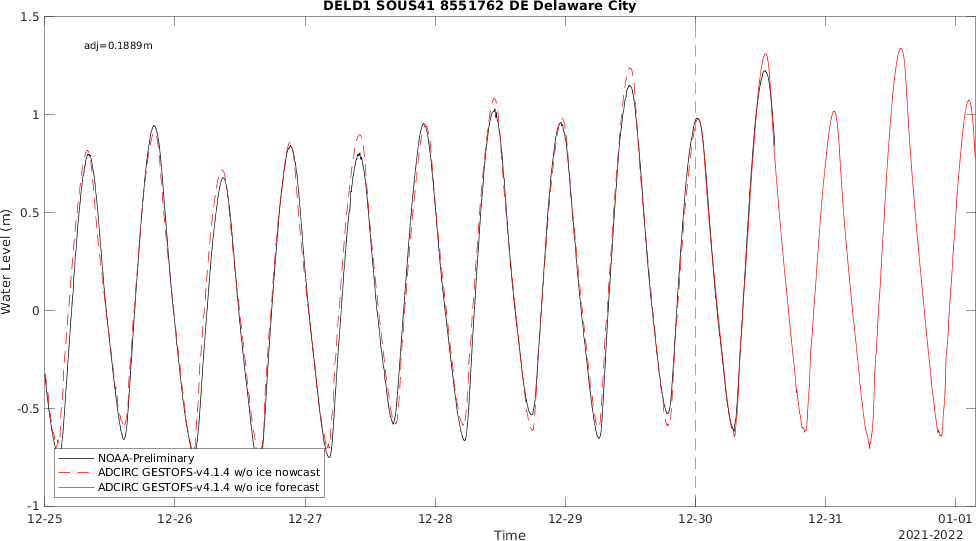 DELD1 SOUS41 8551762 DE Delaware City
adj=0.1889m
1.5
1
0.5
0
-0.5
-1
Water Level (m)
NOAA-Preliminary
ADCIRC GESTOFS-v4.1.4 w/o ice nowcast
ADCIRC GESTOFS-v4.1.4 w/o ice forecast
12-25 12-26 12-27 12-28 12-29 12-30 12-31 01-01
Time
2021-2022